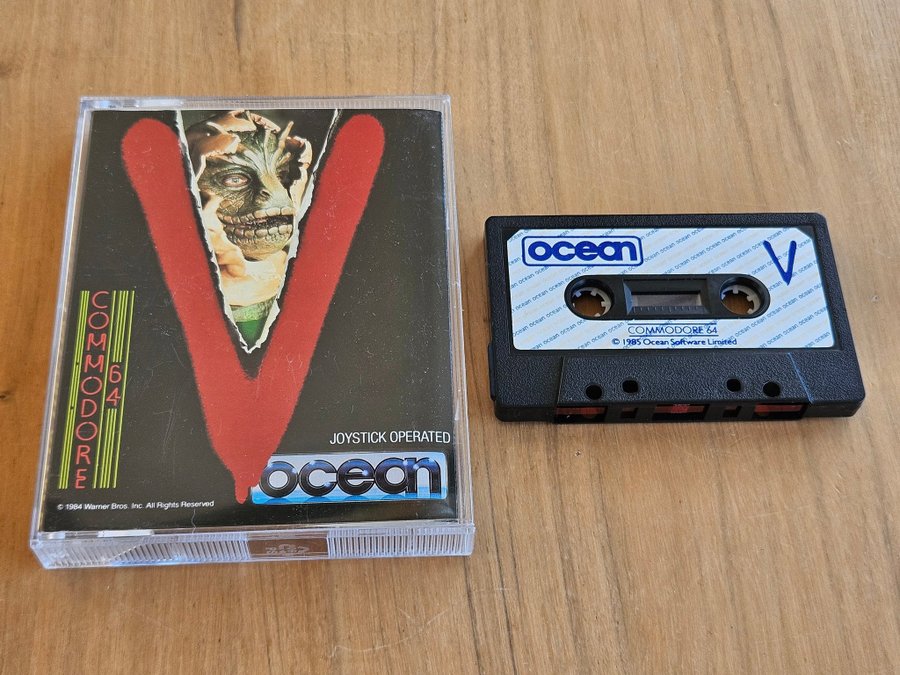 V
COMMODORE
64
JOYSTICK OPERATED
ocean
© 1984 Warner Bros. Inc. All Rights Reserved
ocean
V
COMMODORE 64
© 1985 Ocean Software Limited